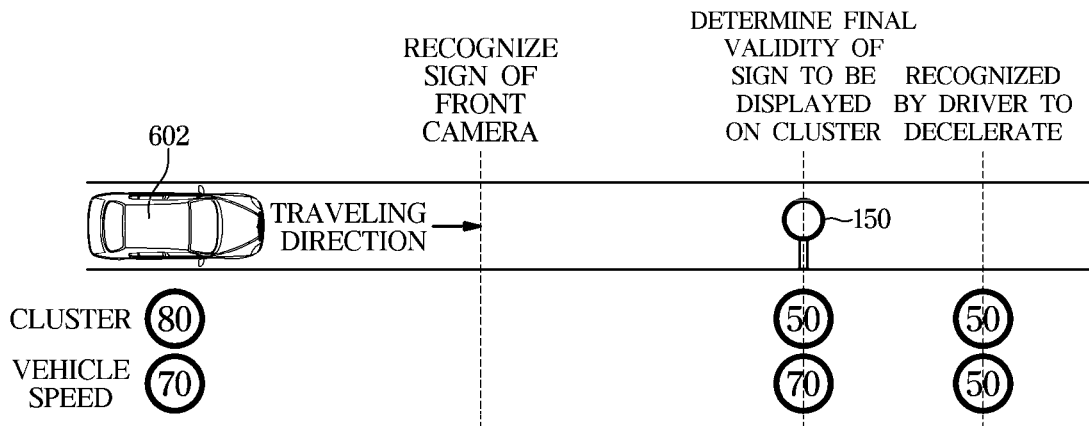 RECOGNIZE
SIGN OF
FRONT
CAMERA
DETERMINE FINAL
VALIDITY OF
SIGN TO BE
DISPLAYED
ON CLUSTER
RECOGNIZED
BY DRIVER TO
DECELERATE
602
TRAVELING
DIRECTION
150
CLUSTER 80 50 50
VEHICLE
SPEED 70 70 50